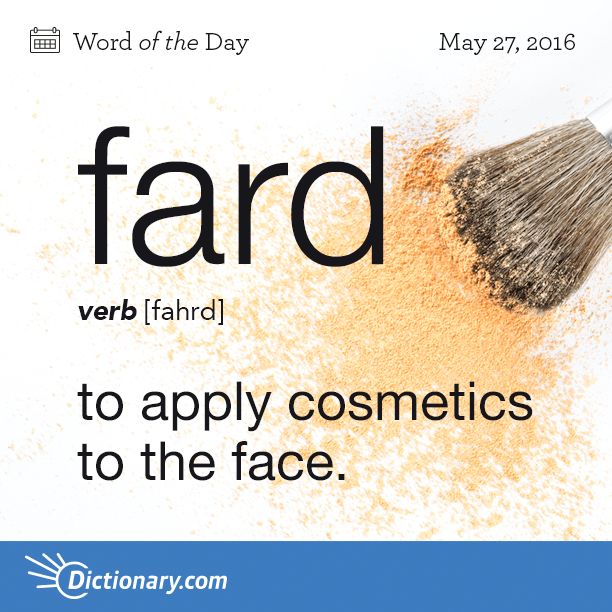 Word of the Day
May 27, 2016
fard
verb [fahrd]
to apply cosmetics
to the face.
Dictionary.com